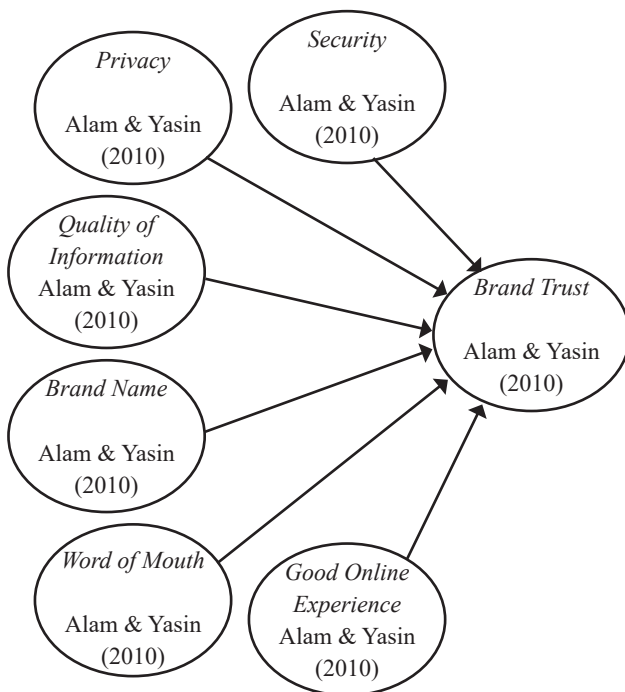 Privacy
Alam & Yasin
(2010)
Security
Alam & Yasin
(2010)
Quality of
Information
Alam & Yasin
(2010)
Brand Trust
Alam & Yasin
(2010)
Brand Name
Alam & Yasin
(2010)
Word of Mouth
Alam & Yasin
(2010)
Good Online
Experience
Alam & Yasin
(2010)